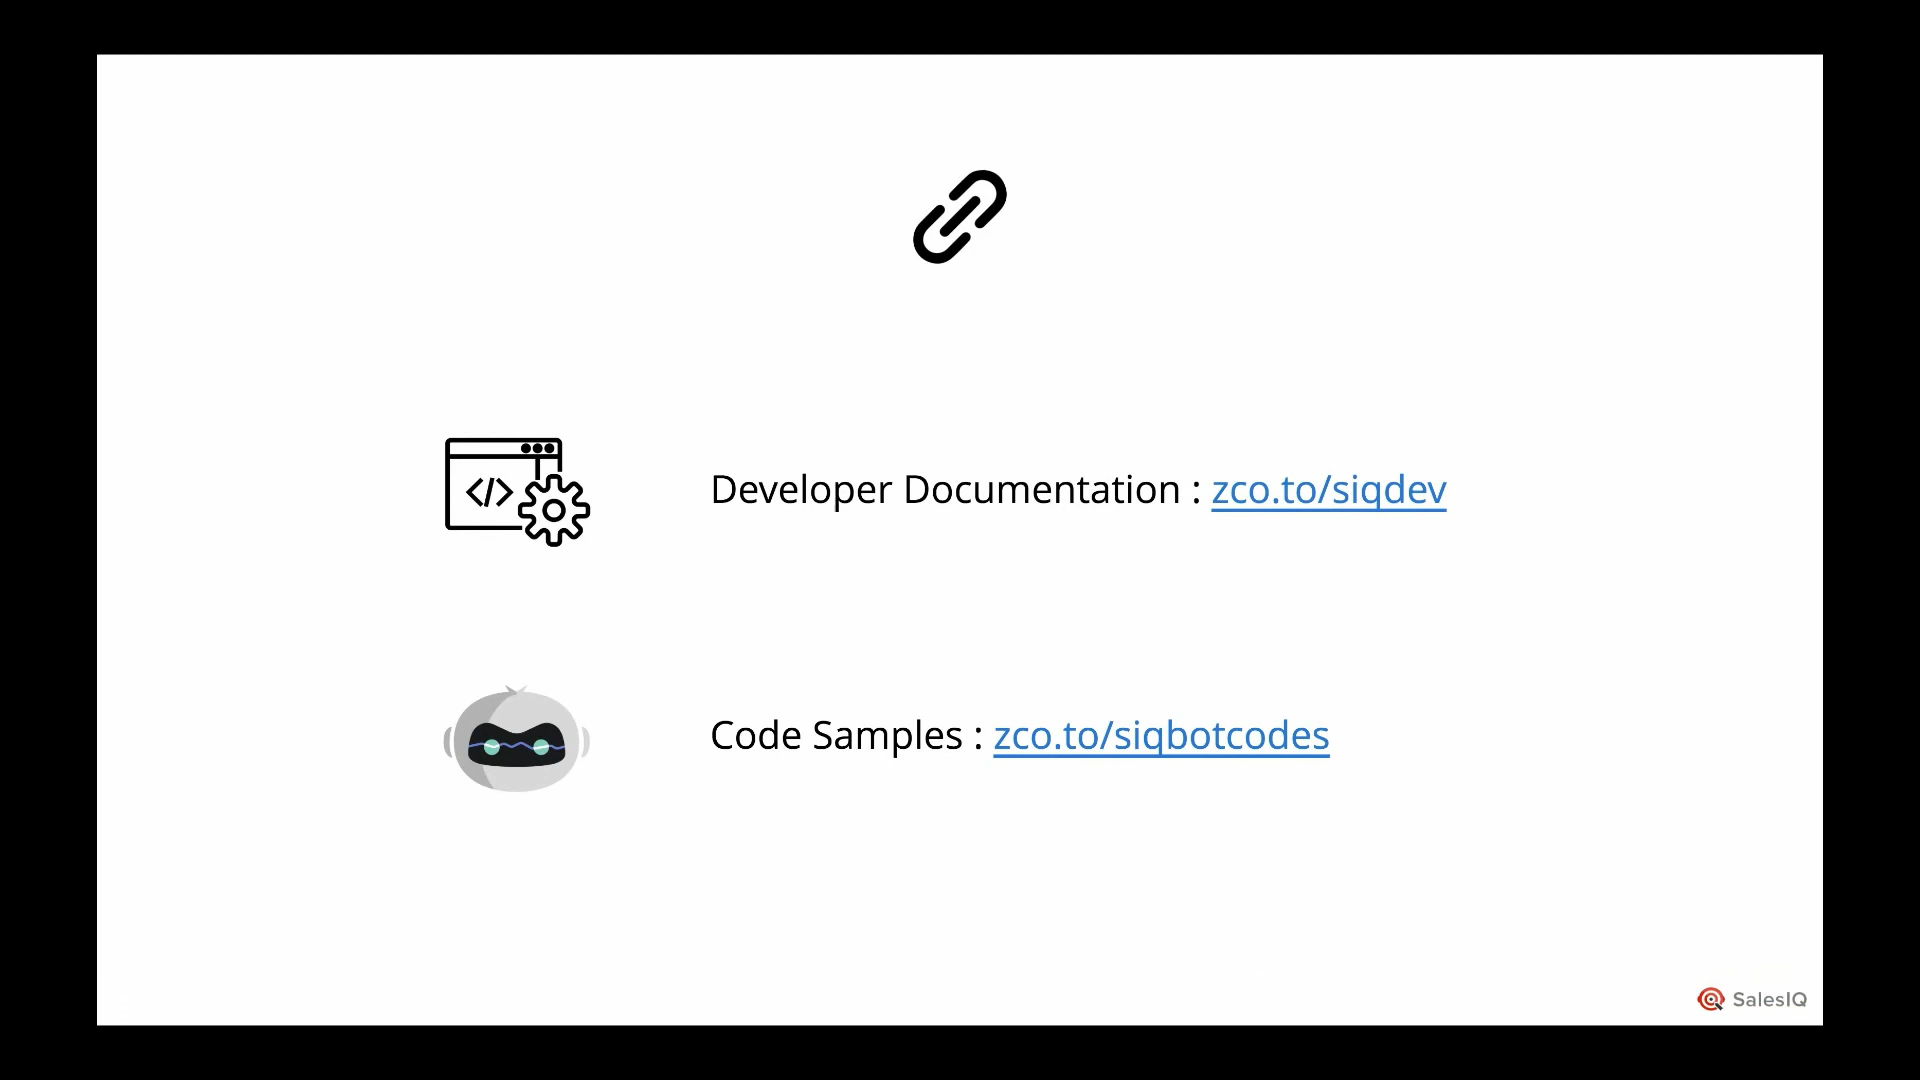 </>
Developer Documentation : zco.to/siqdev
Code Samples : zco.to/siqbotcodes
SalesIQ